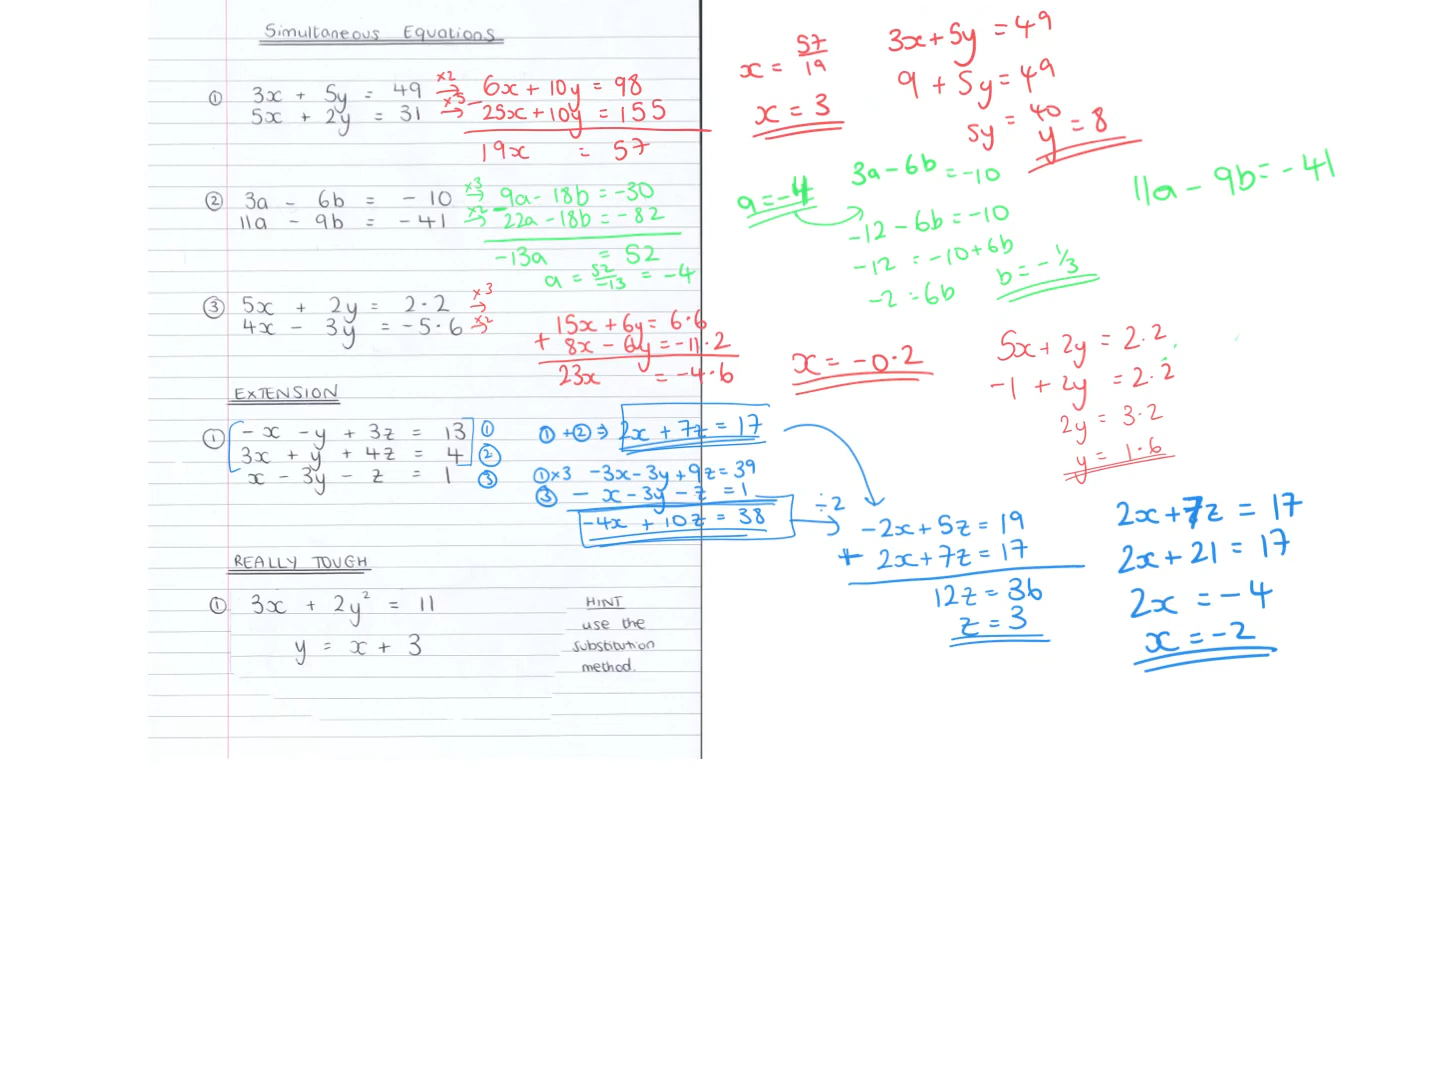 Simultaneous Equations
① 3x + 5y = 49 ×2→ 6x + 10y = 98
5x + 2y = 31 ×5→ - 25x + 10y = 155
19x = 57
x = 57/19
x = 3
3x + 5y = 49
9 + 5y = 49
5y = 40
y = 8
② 3a - 6b = - 10 ×3→ 9a - 18b = -30
11a - 9b = - 41 ×2→ - 22a - 18b = -82
-13a = 52
a = 52/-13 = -4
a = -4
3a - 6b = -10
-12 - 6b = -10
-12 = -10 + 6b
-2 = 6b
b = -1/3
11a - 9b = -41
③ 5x + 2y = 2·2 ×3→
4x - 3y = -5·6 ×2→
15x + 6y = 6·6
+ 8x - 6y = -11·2
23x = -4·6
x = -0·2
5x + 2y = 2·2
-1 + 2y = 2·2
2y = 3·2
y = 1·6
EXTENSION
① -x - y + 3z = 13 ①
3x + y + 4z = 4 ②
x - 3y - z = 1 ③
① + ② ⇒ 2x + 7z = 17
①×3 -3x - 3y + 9z = 39
③ - x - 3y - z = 1
-4x + 10z = 38 ÷2 →
-2x + 5z = 19
+ 2x + 7z = 17
12z = 36
z = 3
2x + 7z = 17
2x + 21 = 17
2x = -4
x = -2
REALLY TOUGH
① 3x + 2y² = 11
y = x + 3
HINT
use the
substitution
method.